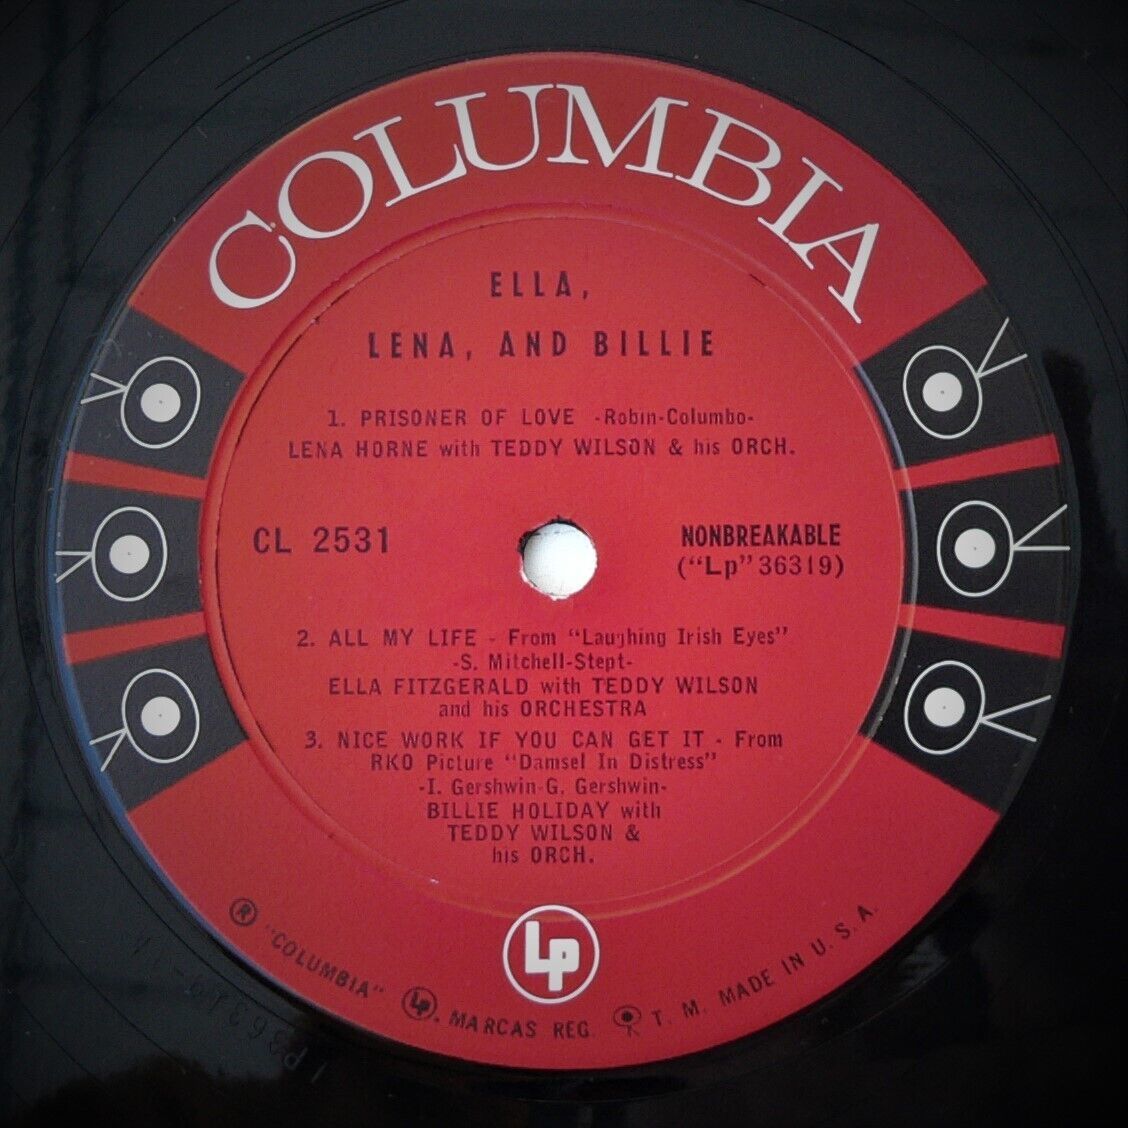 COLUMBIA
ELLA,
LENA, AND BILLIE
1. PRISONER OF LOVE -Robin-Columbo-
LENA HORNE with TEDDY WILSON & his ORCH.
CL 2531
NONBREAKABLE
("Lp" 36319)
2. ALL MY LIFE - From "Laughing Irish Eyes"
-S. Mitchell-Stept-
ELLA FITZGERALD with TEDDY WILSON
and his ORCHESTRA
3. NICE WORK IF YOU CAN GET IT - From
RKO Picture "Damsel In Distress"
-I. Gershwin-G. Gershwin-
BILLIE HOLIDAY with
TEDDY WILSON &
his ORCH.
Lp
® "COLUMBIA" Lp. MARCAS REG. T. M. MADE IN U. S. A.